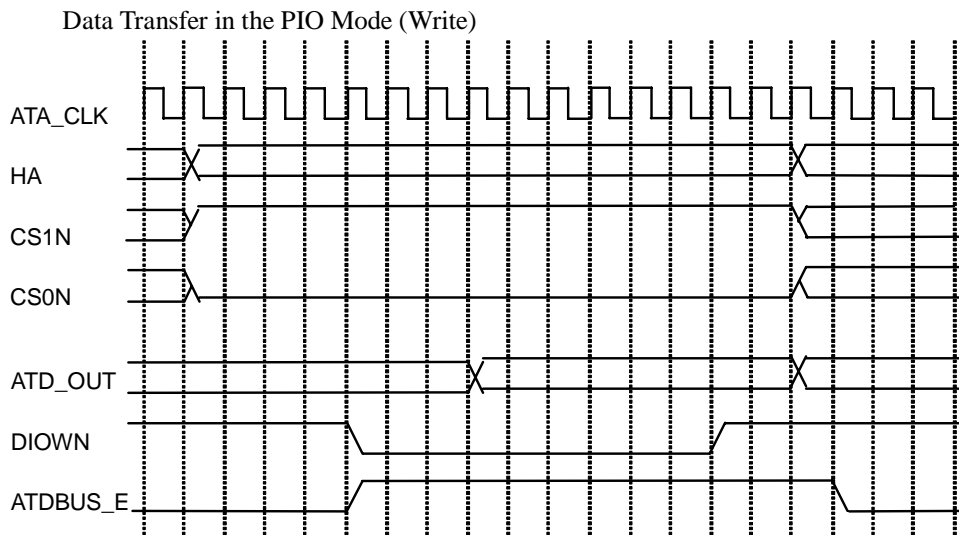 Data Transfer in the PIO Mode (Write)
ATA_CLK
HA
CS1N
CS0N
ATD_OUT
DIOWN
ATDBUS_E